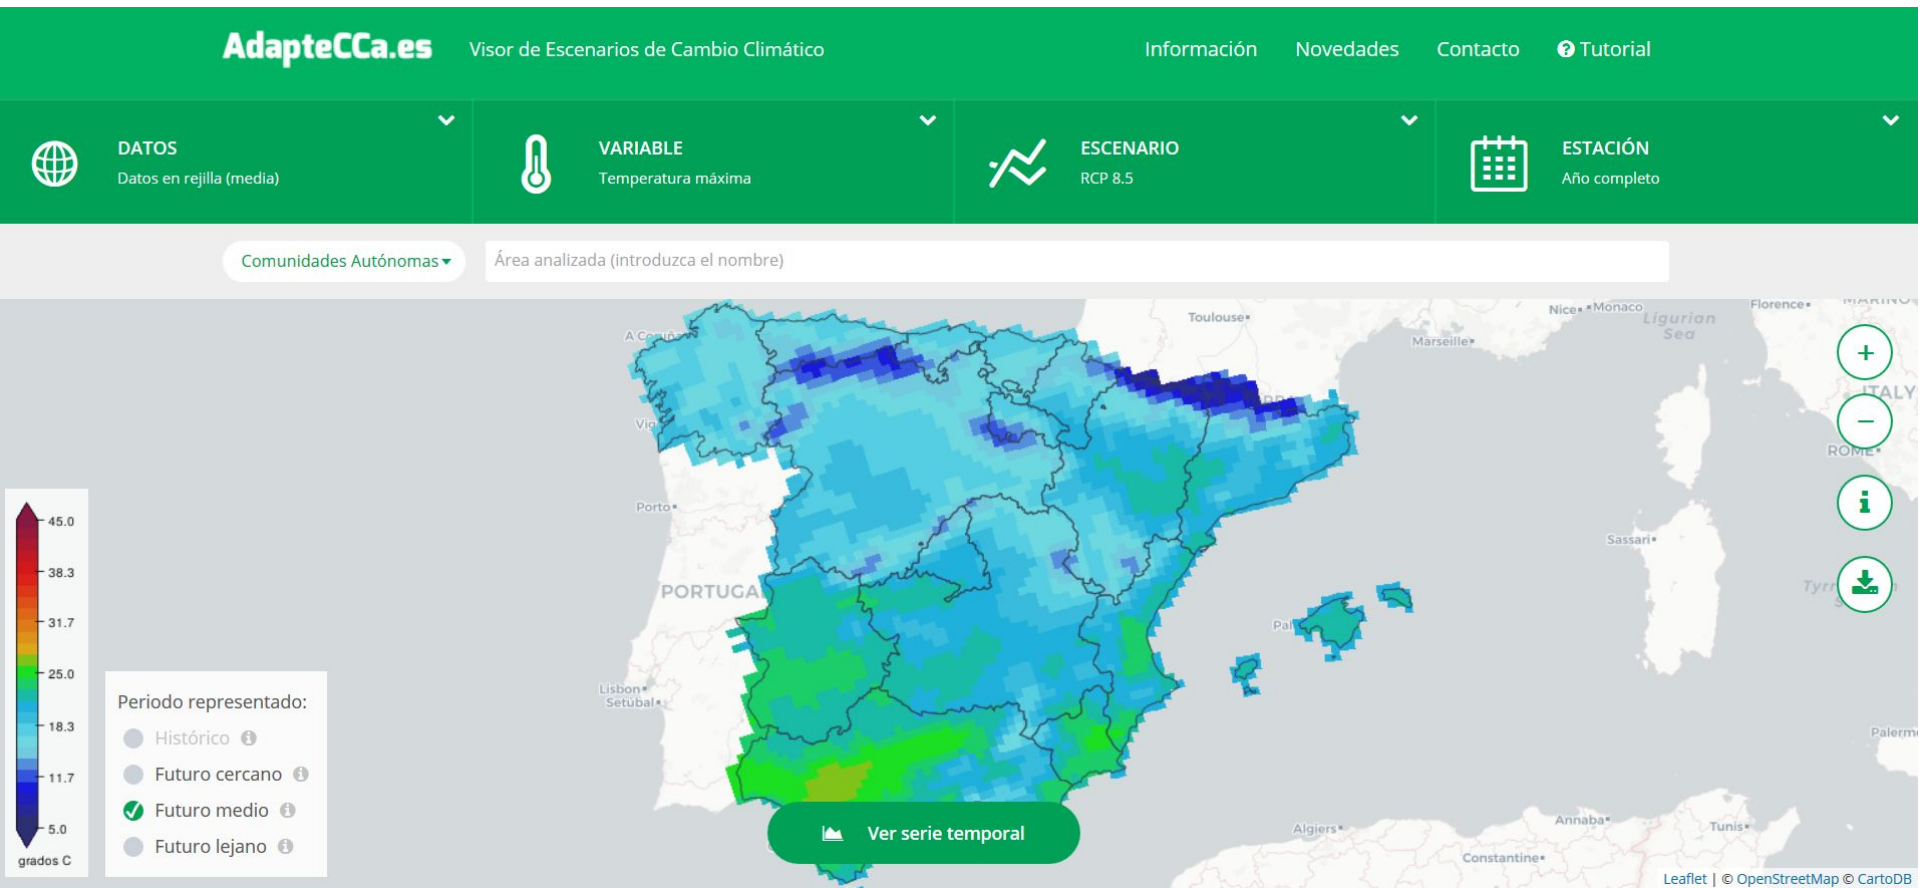 AdapteCCa.es
Visor de Escenarios de Cambio Climático
Información
Novedades
Contacto
? Tutorial
DATOS
Datos en rejilla (media)
VARIABLE
Temperatura máxima
ESCENARIO
RCP 8.5
ESTACIÓN
Año completo
Comunidades Autónomas
Área analizada (introduzca el nombre)
Toulouse
Nice
Monaco
Florence
Ligurian
Sea
Marseille
ITALY
ROME
Porto
Sassari
PORTUGA
Lisbon
Setúbal
Palerm
Algiers
Annaba
Tunis
Constantine
+
−
i
45.0
38.3
31.7
25.0
18.3
11.7
5.0
grados C
Periodo representado:
Histórico i
Futuro cercano i
Futuro medio i
Futuro lejano i
Ver serie temporal
Leaflet | © OpenStreetMap © CartoDB